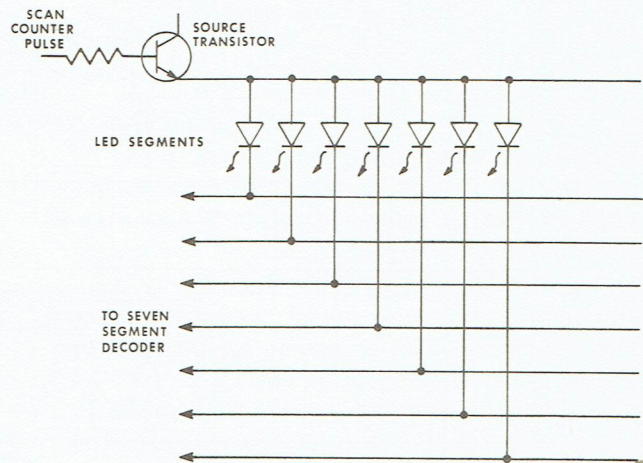 SCAN
COUNTER
PULSE
SOURCE
TRANSISTOR
LED SEGMENTS
TO SEVEN
SEGMENT
DECODER